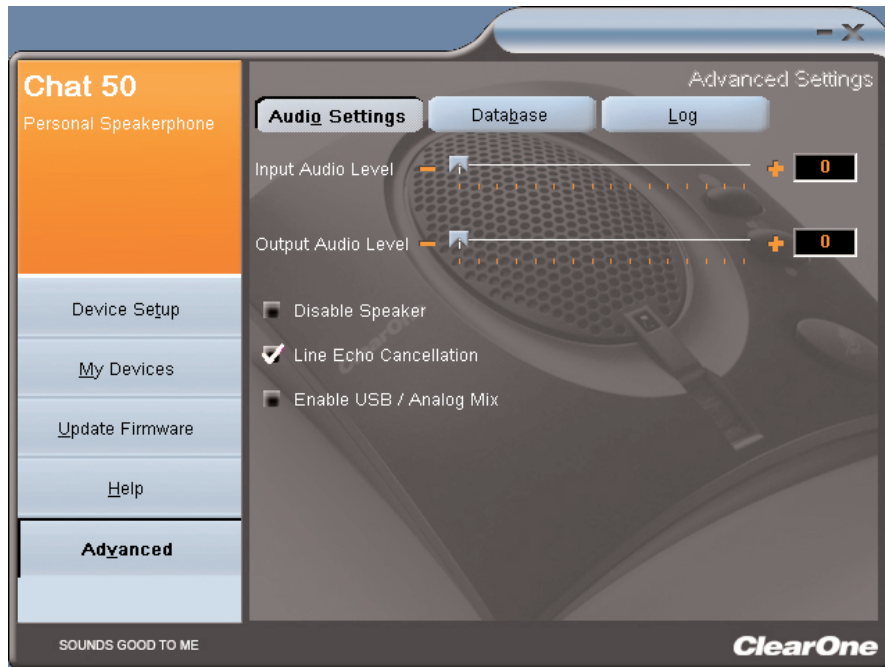 Chat 50
Personal Speakerphone
Advanced Settings
Audio Settings
Database
Log
Input Audio Level
0
Output Audio Level
0
Disable Speaker
Line Echo Cancellation
Enable USB / Analog Mix
Device Setup
My Devices
Update Firmware
Help
Advanced
SOUNDS GOOD TO ME
ClearOne
ClearOne